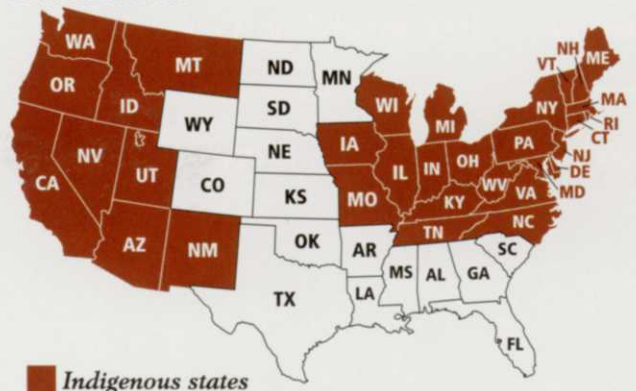 WA
MT
ND
MN
OR
ID
SD
WI
MI
NY
VT
NH
ME
MA
RI
CT
WY
NE
IA
PA
NJ
DE
MD
NV
UT
CO
IL
IN
OH
WV
VA
CA
KS
MO
KY
NC
TN
AZ
NM
OK
AR
SC
MS
AL
GA
TX
LA
FL
Indigenous states